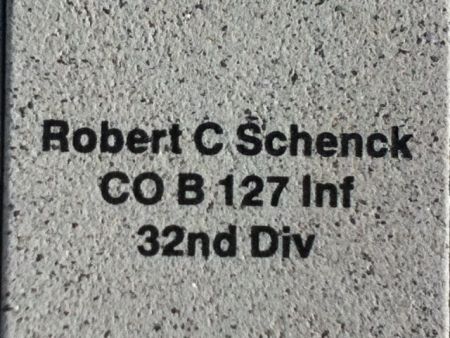 Robert C Schenck
CO B 127 Inf
32nd Div